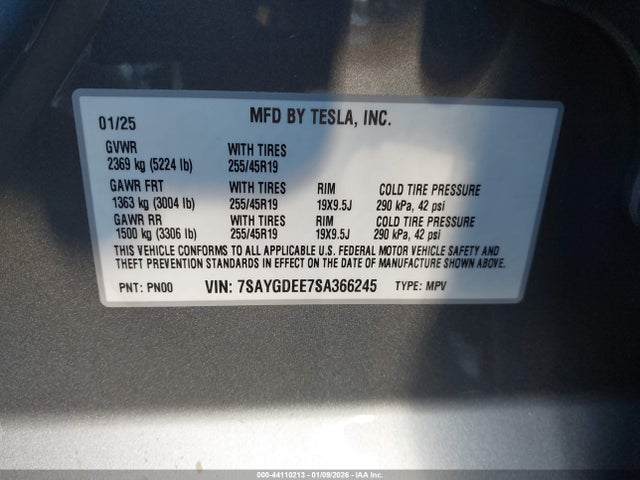 MFD BY TESLA, INC.
01/25
GVWR WITH TIRES
2369 kg (5224 lb) 255/45R19
GAWR FRT WITH TIRES RIM COLD TIRE PRESSURE
1363 kg (3004 lb) 255/45R19 19X9.5J 290 kPa, 42 psi
GAWR RR WITH TIRES RIM COLD TIRE PRESSURE
1500 kg (3306 lb) 255/45R19 19X9.5J 290 kPa, 42 psi
THIS VEHICLE CONFORMS TO ALL APPLICABLE U.S. FEDERAL MOTOR VEHICLE SAFETY AND
THEFT PREVENTION STANDARDS IN EFFECT ON THE DATE OF MANUFACTURE SHOWN ABOVE.
PNT: PN00 VIN: 7SAYGDEE7SA366245 TYPE: MPV
000-44110213 - 01/09/2026 - IAA Inc.